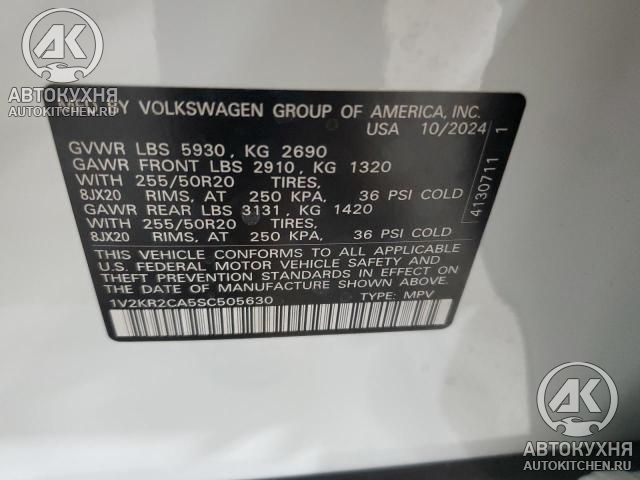 AK
АВТОКУХНЯ
AUTOKITCHEN.RU
MFD BY VOLKSWAGEN GROUP OF AMERICA, INC.
USA 10/2024
GVWR LBS 5930, KG 2690
GAWR FRONT LBS 2910, KG 1320
WITH 255/50R20 TIRES,
8JX20 RIMS, AT 250 KPA, 36 PSI COLD
GAWR REAR LBS 3131, KG 1420
WITH 255/50R20 TIRES,
8JX20 RIMS, AT 250 KPA, 36 PSI COLD
THIS VEHICLE CONFORMS TO ALL APPLICABLE
U.S. FEDERAL MOTOR VEHICLE SAFETY AND
THEFT PREVENTION STANDARDS IN EFFECT ON
THE DATE OF MANUFACTURE SHOWN ABOVE.
1V2KR2CA5SC505630 TYPE: MPV
4130711 1
AK
АВТОКУХНЯ
AUTOKITCHEN.RU